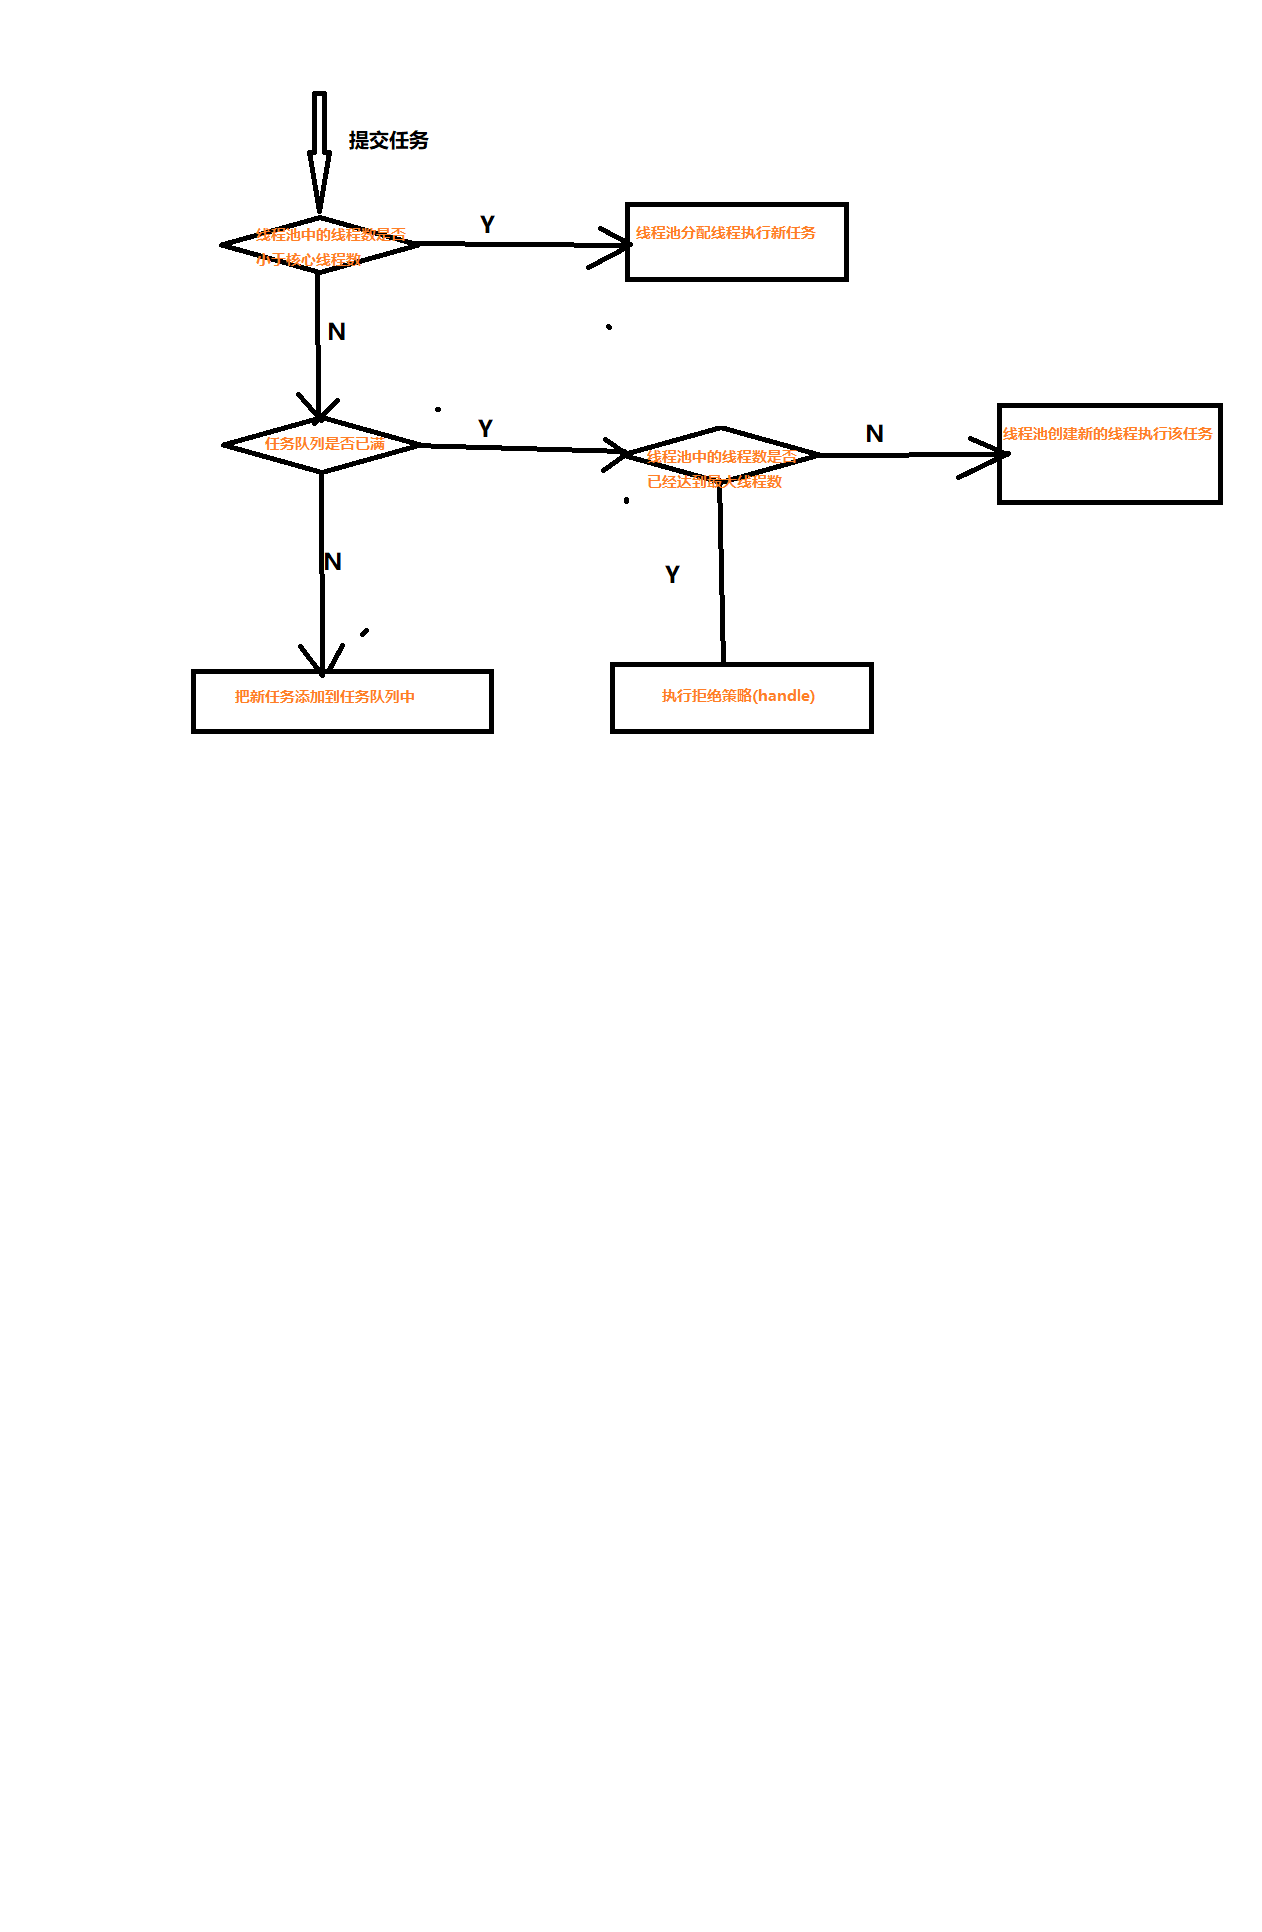 提交任务
线程池中的线程数是否
小于核心线程数
Y
线程池分配线程执行新任务
N
任务队列是否已满
Y
线程池中的线程数是否
已经达到最大线程数
N
线程池创建新的线程执行该任务
N
Y
把新任务添加到任务队列中
执行拒绝策略(handle)